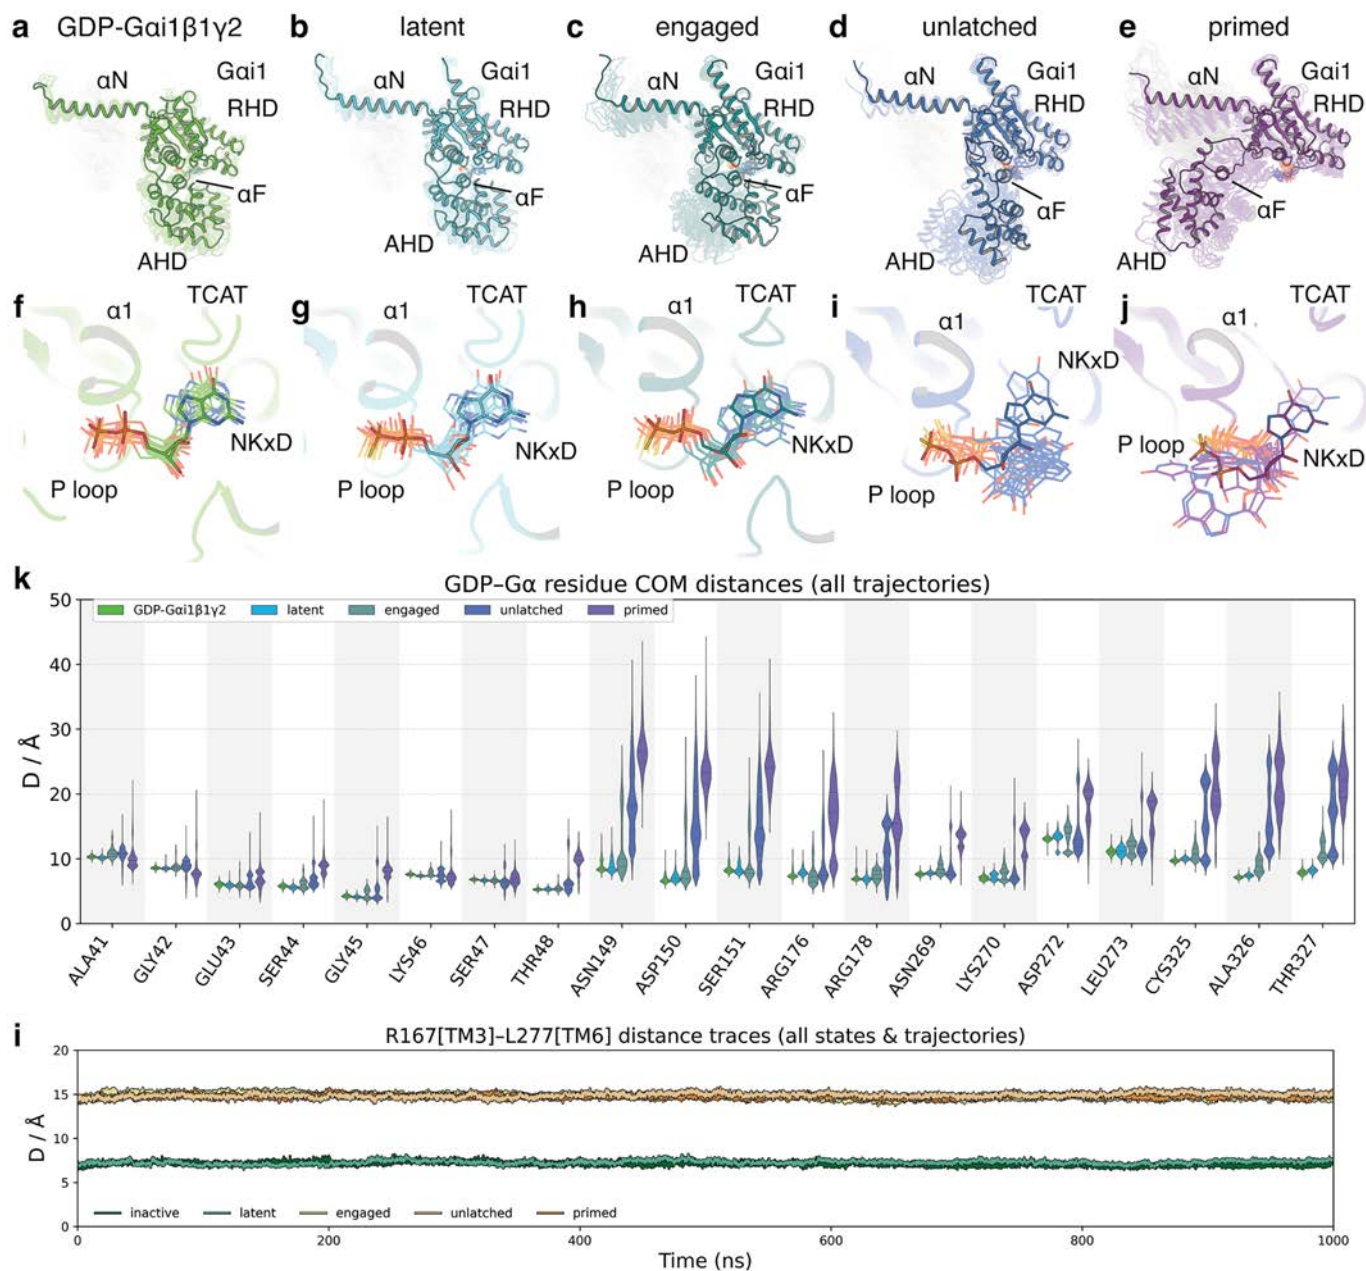 a GDP-Gαi1β1γ2 b latent c engaged d unlatched e primed
αN Gαi1 RHD αF AHD
αN Gαi1 RHD αF AHD
αN Gαi1 RHD αF AHD
αN Gαi1 RHD αF AHD
αN Gαi1 RHD αF AHD
f α1 TCAT NKxD P loop
g α1 TCAT NKxD P loop
h α1 TCAT NKxD P loop
i α1 TCAT NKxD P loop
j α1 TCAT P loop NKxD
k
GDP–Gα residue COM distances (all trajectories)
GDP-Gαi1β1γ2 latent engaged unlatched primed
D / Å
50
40
30
20
10
0
ALA41 GLY42 GLU43 SER44 GLY45 LYS46 SER47 THR48 ASN149 ASP150 SER151 ARG176 ARG178 ASN269 LYS270 ASP272 LEU273 CYS325 ALA326 THR327
i
R167[TM3]–L277[TM6] distance traces (all states & trajectories)
D / Å
20
15
10
5
0
inactive latent engaged unlatched primed
0 200 400 600 800 1000
Time (ns)